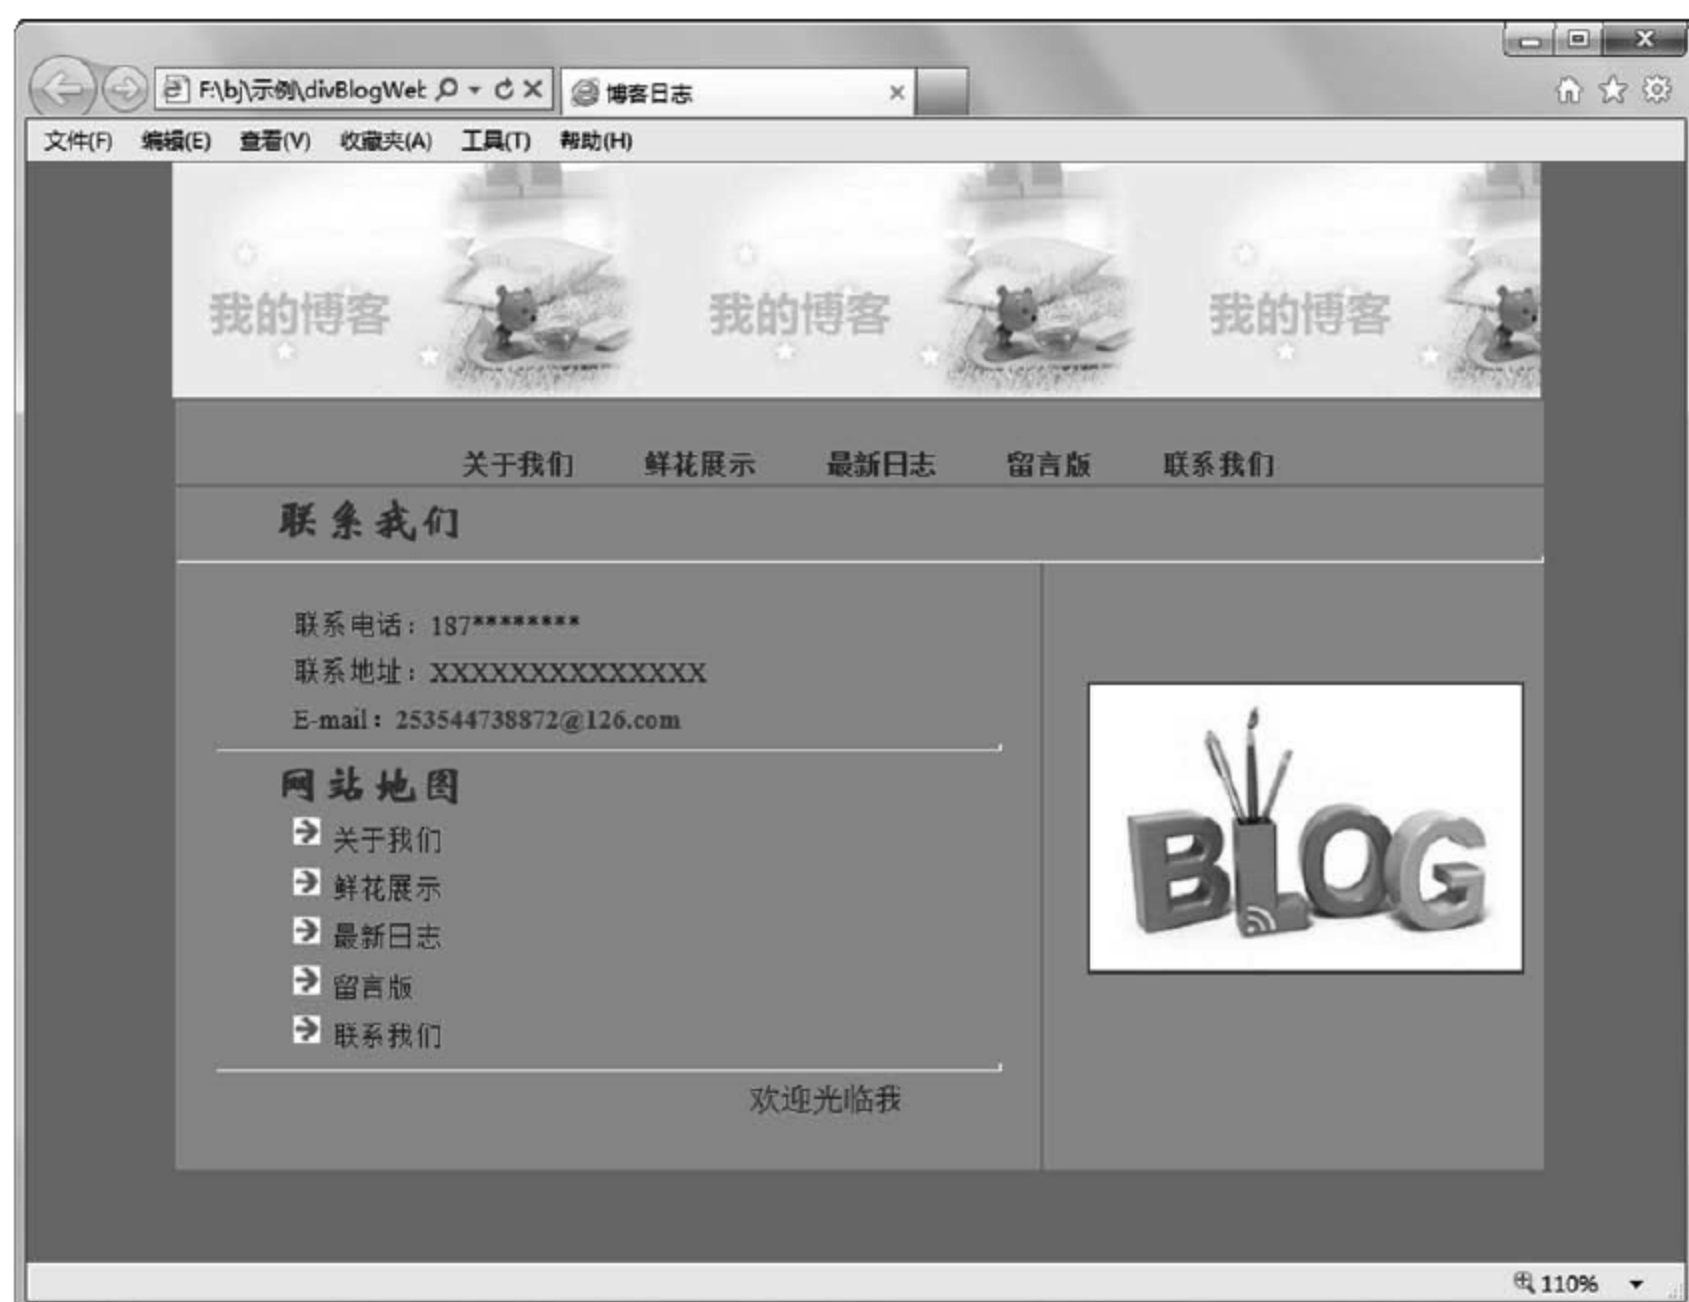 F:\bj\示例\divBlogWeb
博客日志
文件(F) 编辑(E) 查看(V) 收藏夹(A) 工具(T) 帮助(H)
我的博客 我的博客 我的博客
关于我们 鲜花展示 最新日志 留言版 联系我们
联系我们
联系电话：187********
联系地址：XXXXXXXXXXXXXX
E-mail：253544738872@126.com
网站地图
关于我们
鲜花展示
最新日志
留言版
联系我们
欢迎光临我
BLOG
110%